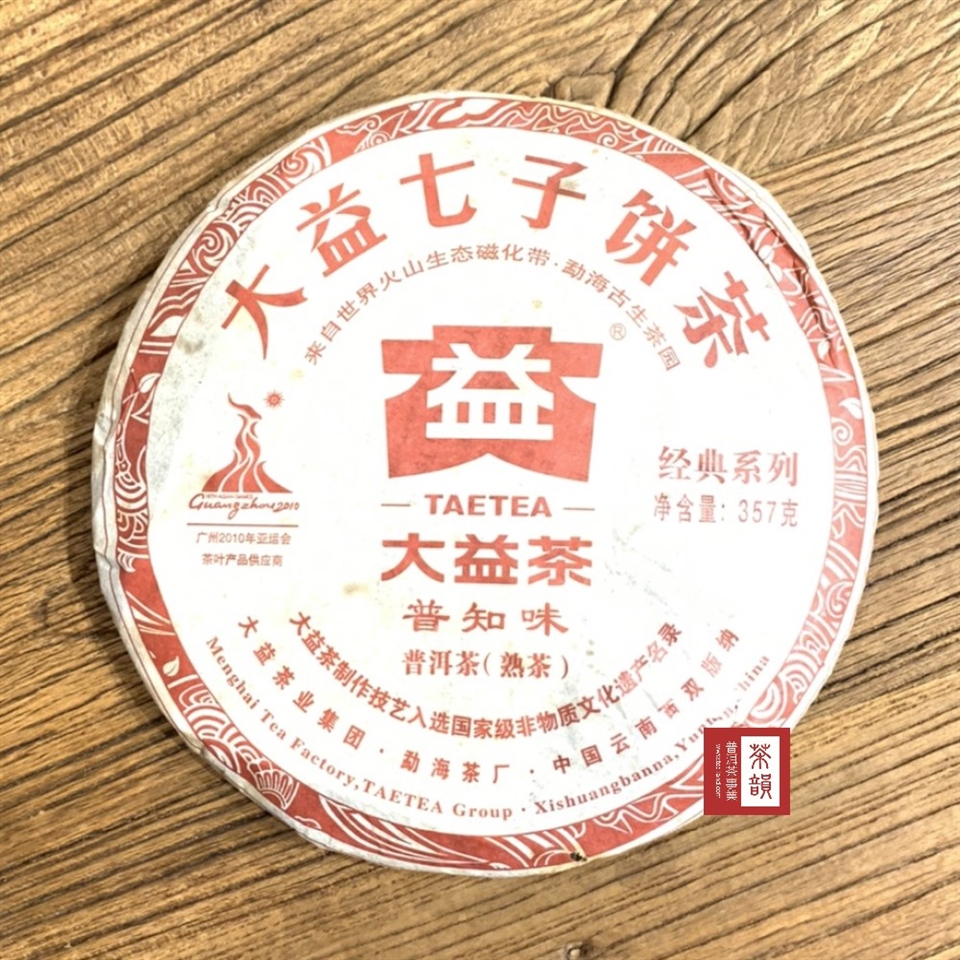 大益七子饼茶
来自世界火山生态磁化带·勐海古生茶园
益
®
TAETEA
大益茶
普知味
普洱茶(熟茶)
经典系列
净含量: 357克
16TH ASIAN GAMES
Guangzhou 2010
广州2010年亚运会
茶叶产品供应商
大益茶制作技艺入选国家级非物质文化遗产名录
大益茶业集团·勐海茶厂·中国云南西双版纳
Menghai Tea Factory,TAETEA Group · Xishuangbanna,
茶韻